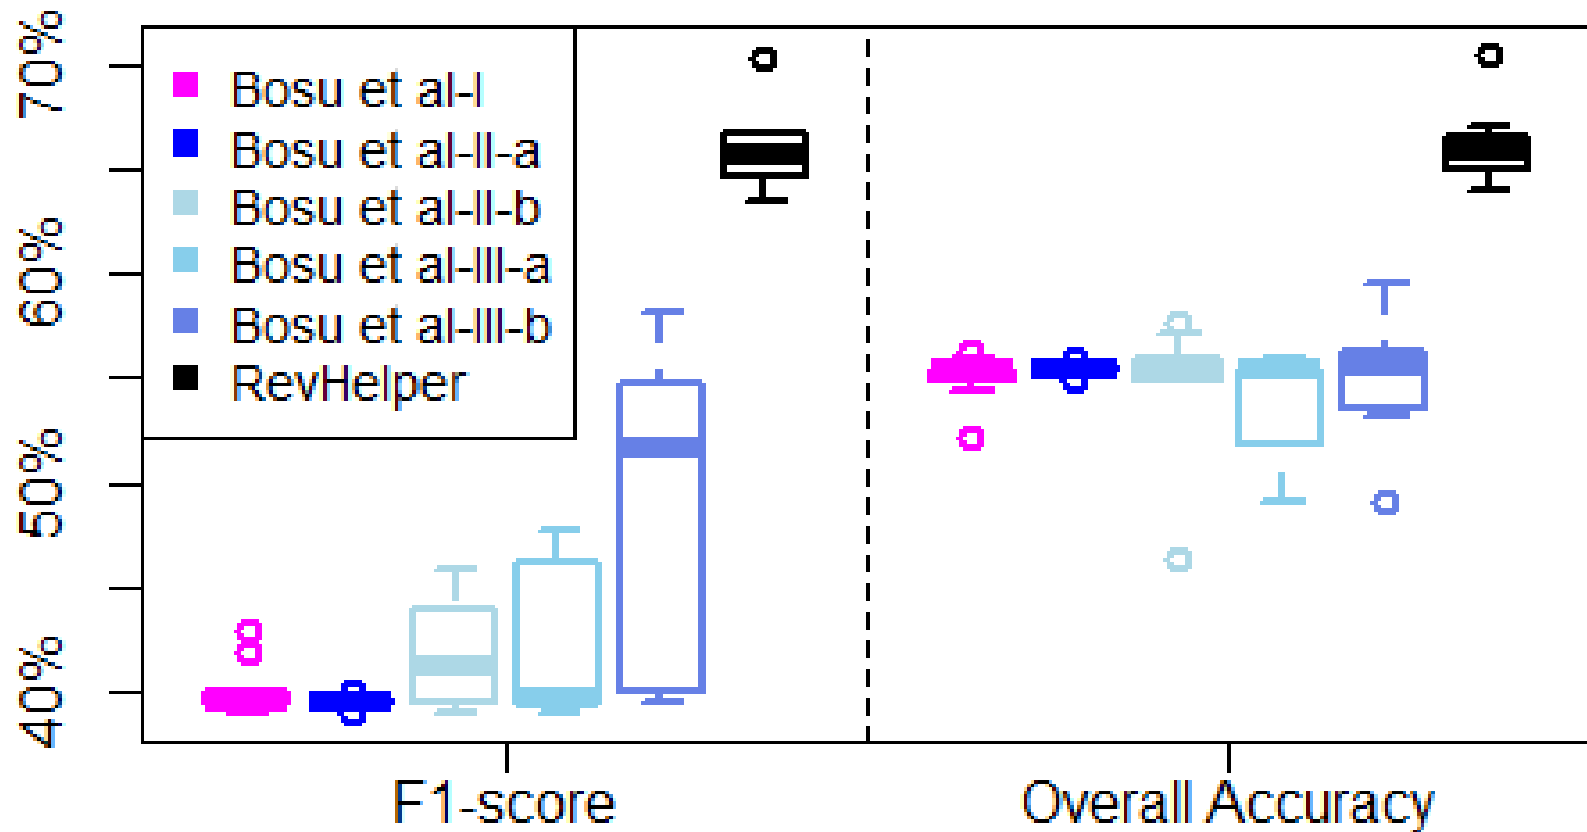 70%
60%
50%
40%
Bosu et al-I
Bosu et al-II-a
Bosu et al-II-b
Bosu et al-III-a
Bosu et al-III-b
RevHelper
F1-score
Overall Accuracy